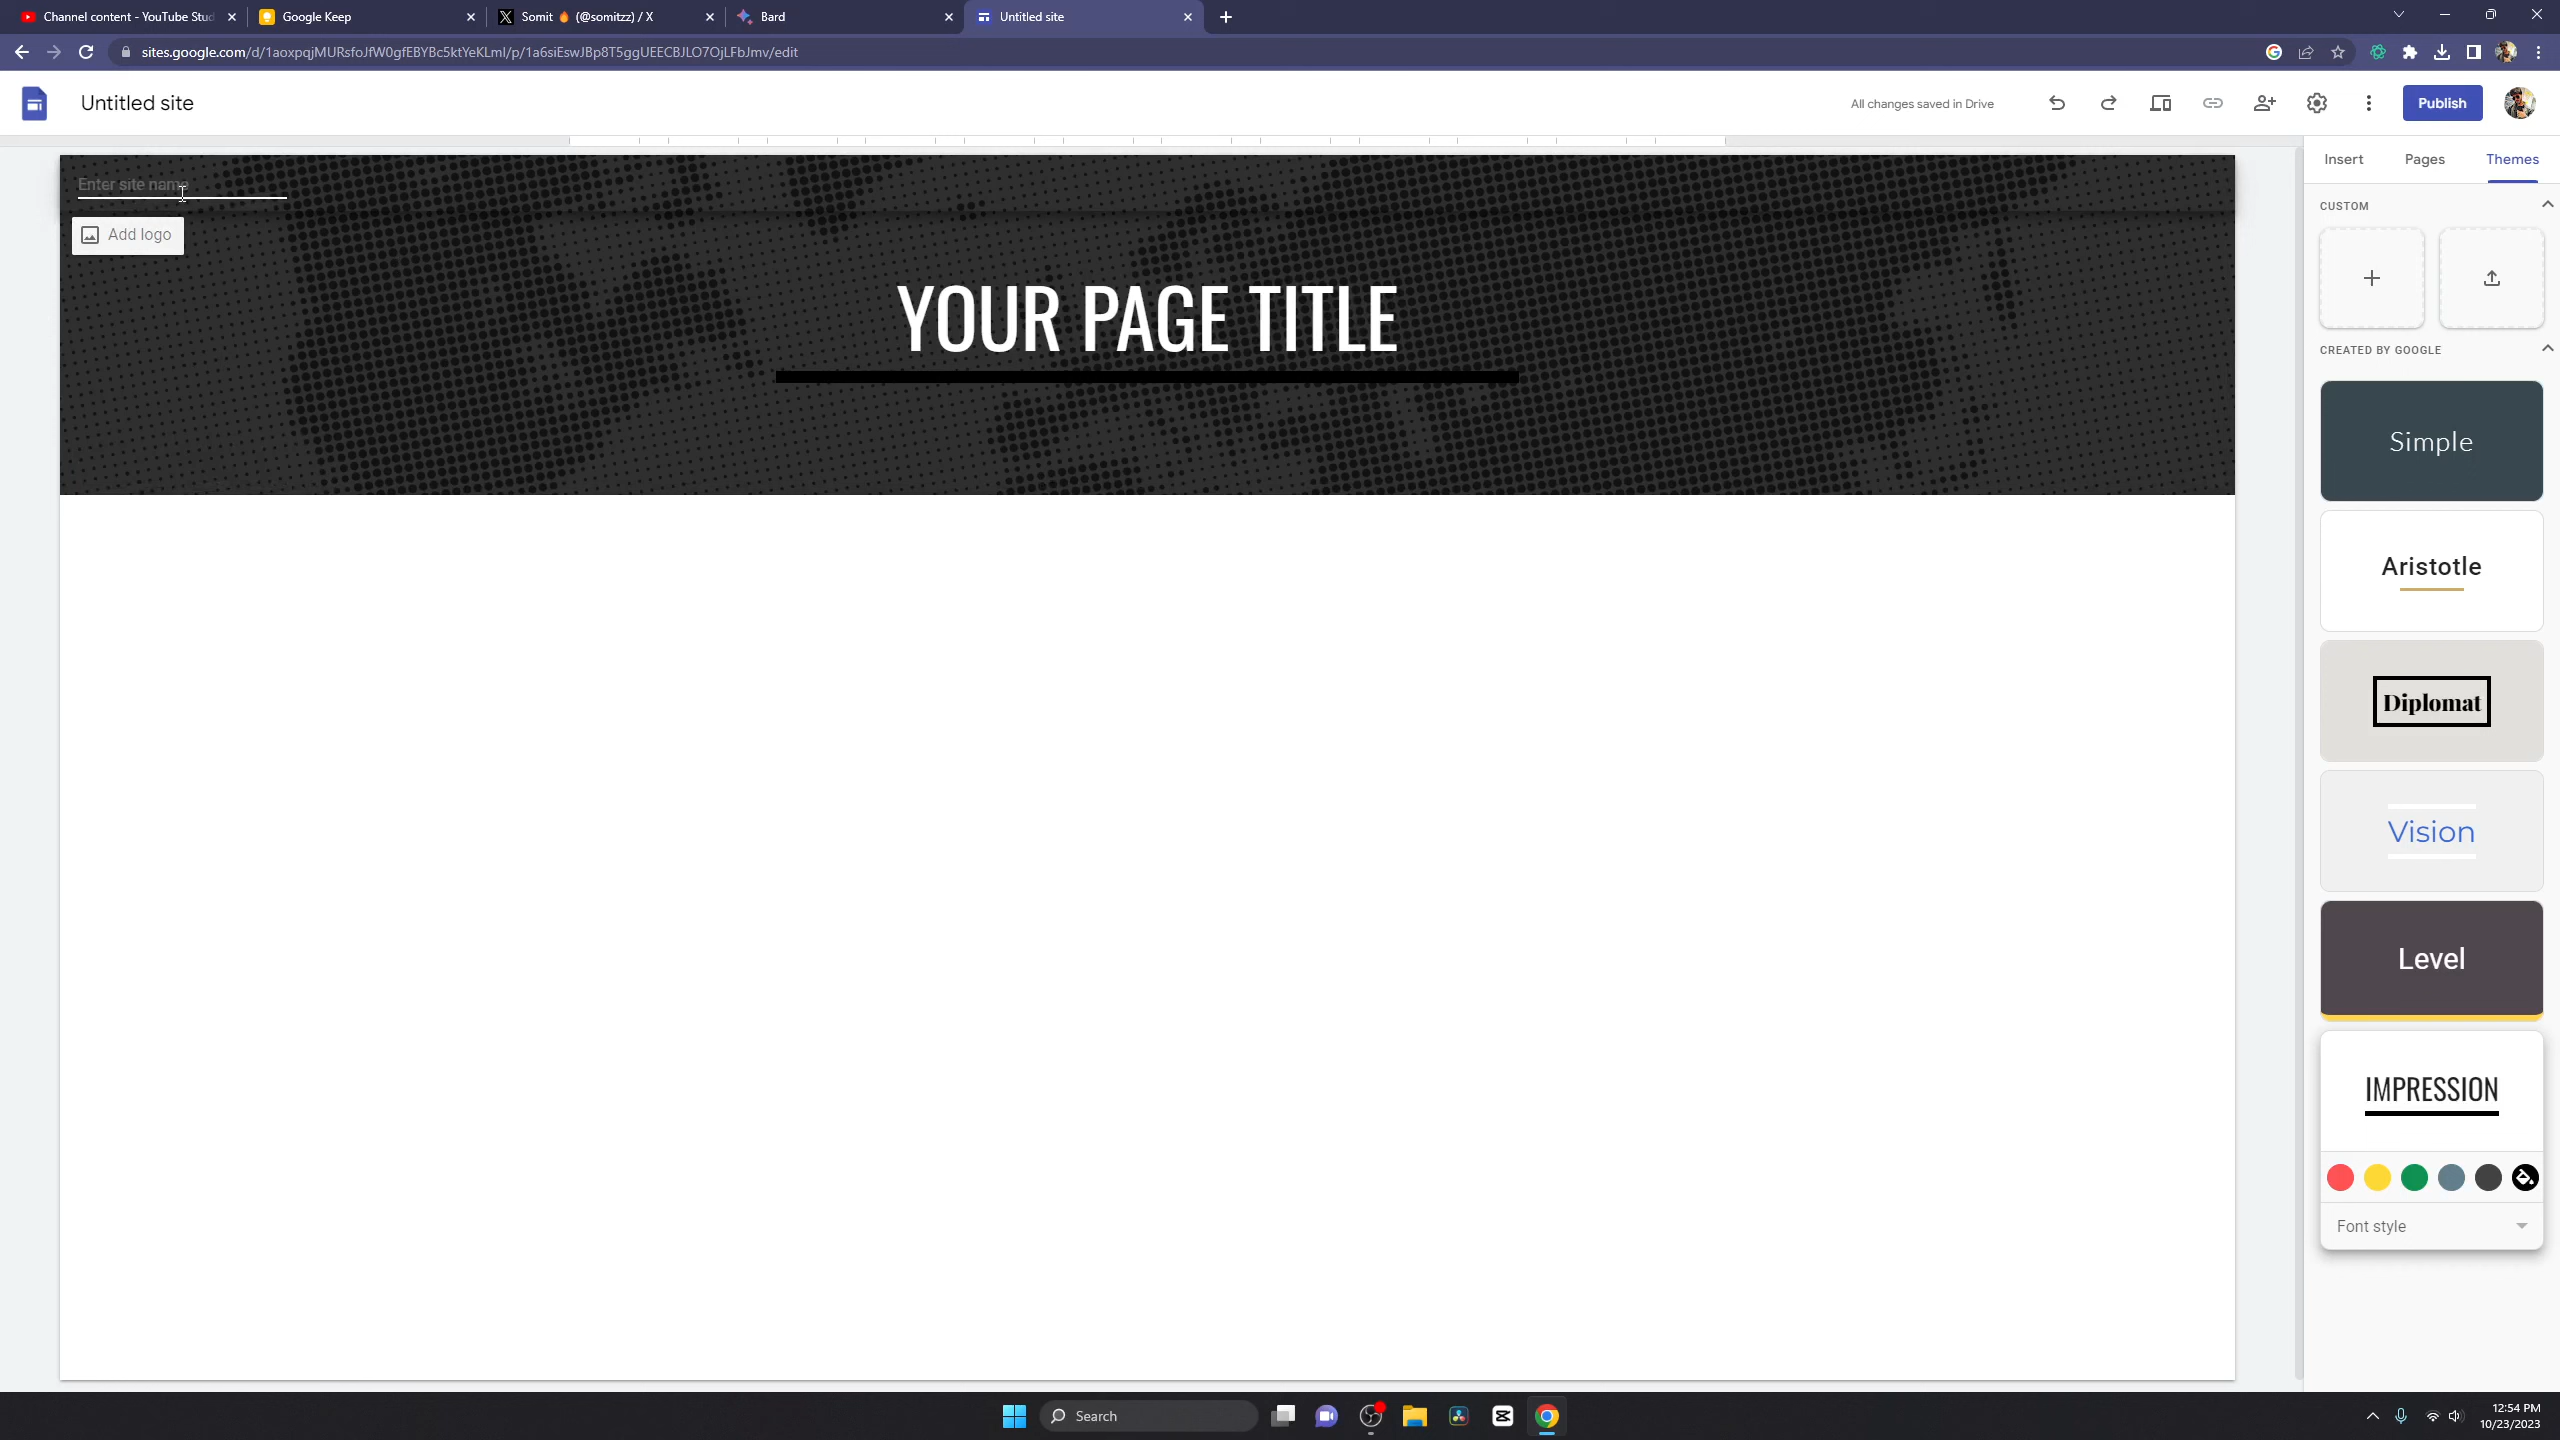 Channel content - YouTube Stud
Google Keep
Somit 🔥 (@somitzz) / X
Bard
Untitled site
sites.google.com/d/1aoxpqjMURsfoJfW0gfEBYBc5ktYeKLmI/p/1a6siEswJBp8T5ggUEECBJLO7OjLFbJmv/edit
Untitled site
All changes saved in Drive
Publish
Insert
Pages
Themes
Enter site name
Add logo
YOUR PAGE TITLE
CUSTOM
CREATED BY GOOGLE
Simple
Aristotle
Diplomat
Vision
Level
IMPRESSION
Font style
Search
12:54 PM
10/23/2023